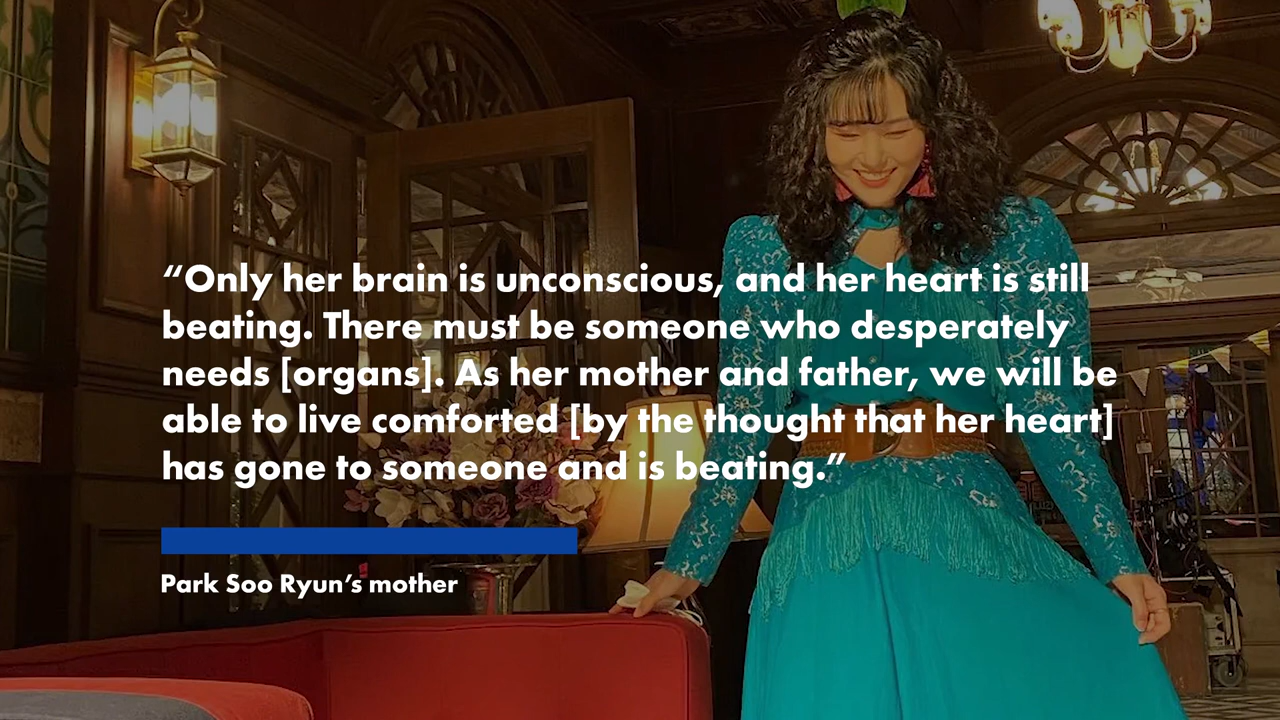 “Only her brain is unconscious, and her heart is still
beating. There must be someone who desperately
needs [organs]. As her mother and father, we will be
able to live comforted [by the thought that her heart]
has gone to someone and is beating.”
Park Soo Ryun’s mother